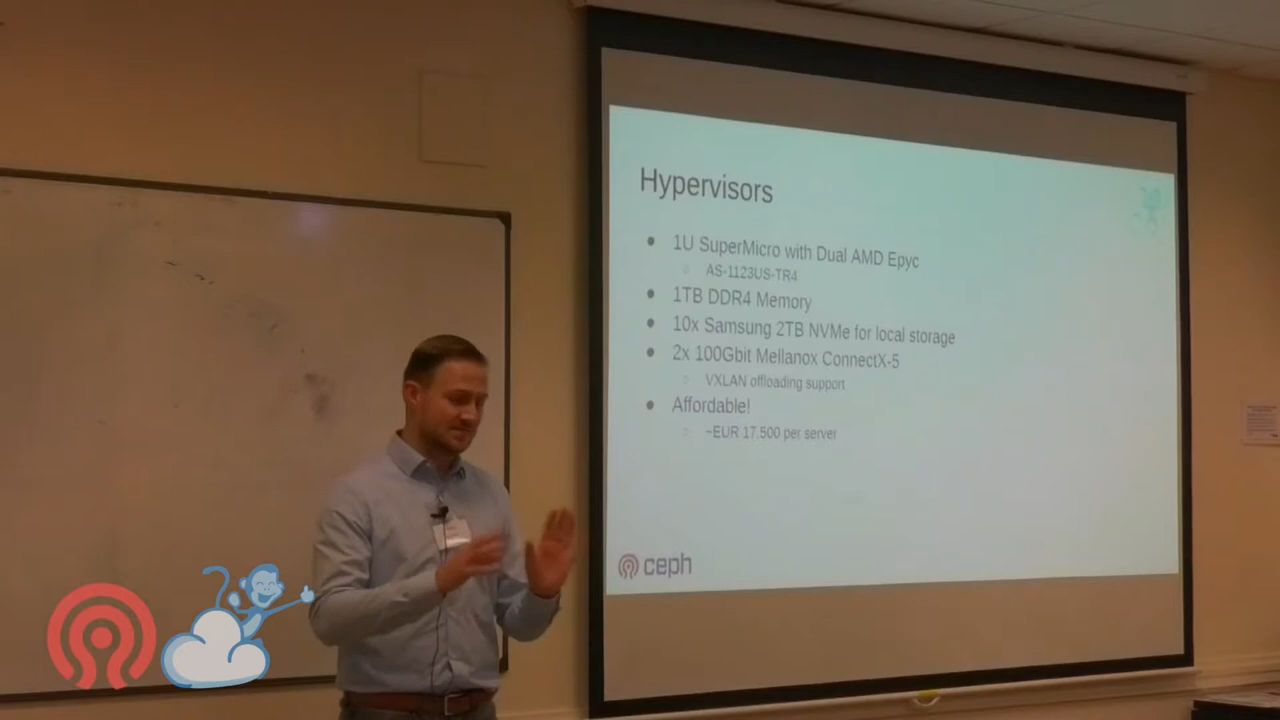 Hypervisors
● 1U SuperMicro with Dual AMD Epyc
○ AS-1123US-TR4
● 1TB DDR4 Memory
● 10x Samsung 2TB NVMe for local storage
● 2x 100Gbit Mellanox ConnectX-5
○ VXLAN offloading support
● Affordable!
○ ~EUR 17.500 per server
ceph